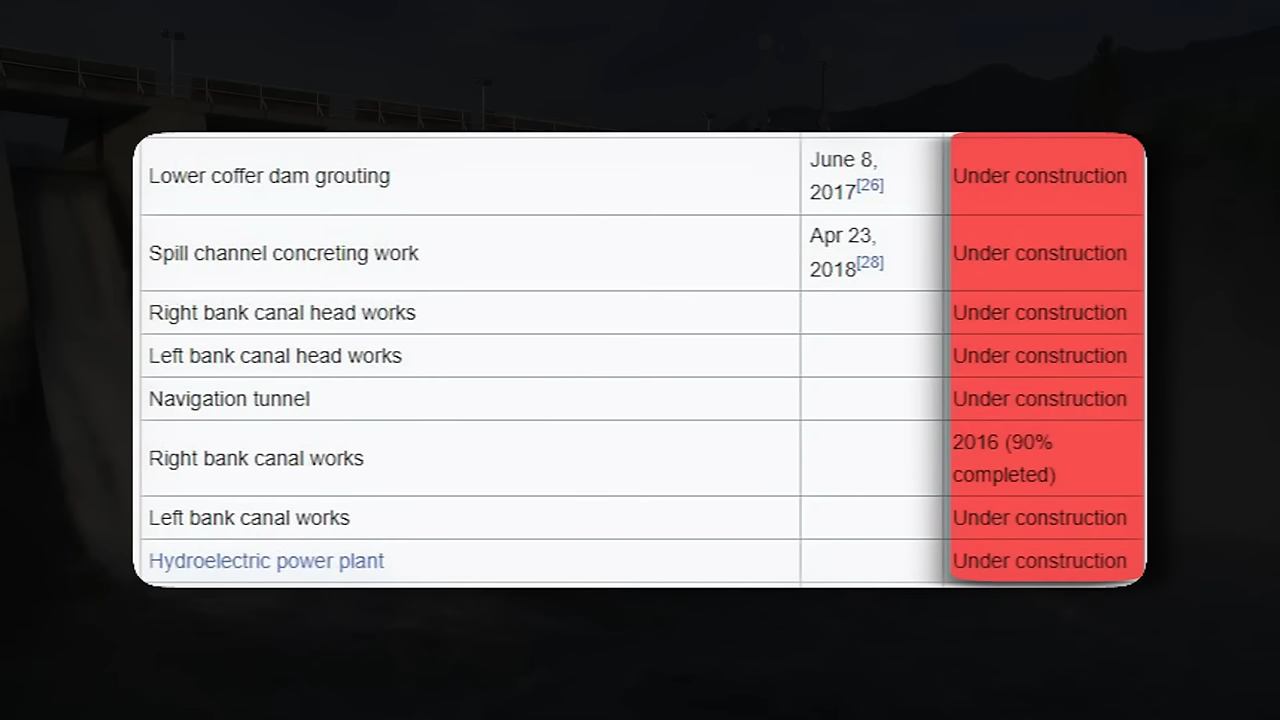 Lower coffer dam grouting
June 8,
2017[26]
Under construction
Spill channel concreting work
Apr 23,
2018[28]
Under construction
Right bank canal head works
Under construction
Left bank canal head works
Under construction
Navigation tunnel
Under construction
Right bank canal works
2016 (90%
completed)
Left bank canal works
Under construction
Hydroelectric power plant
Under construction